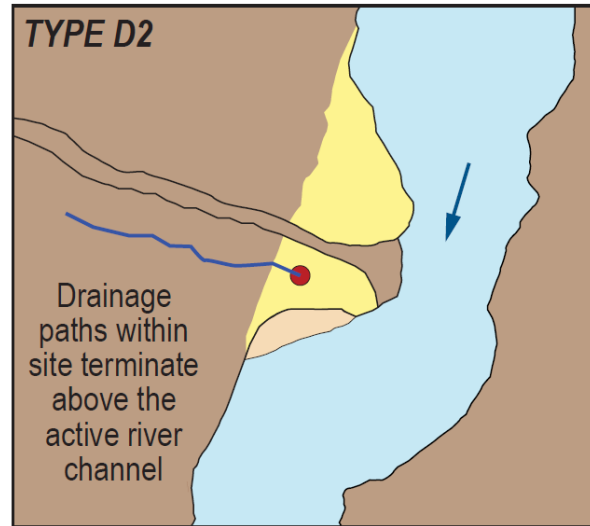 TYPE D2
Drainage
paths within
site terminate
above the
active river
channel